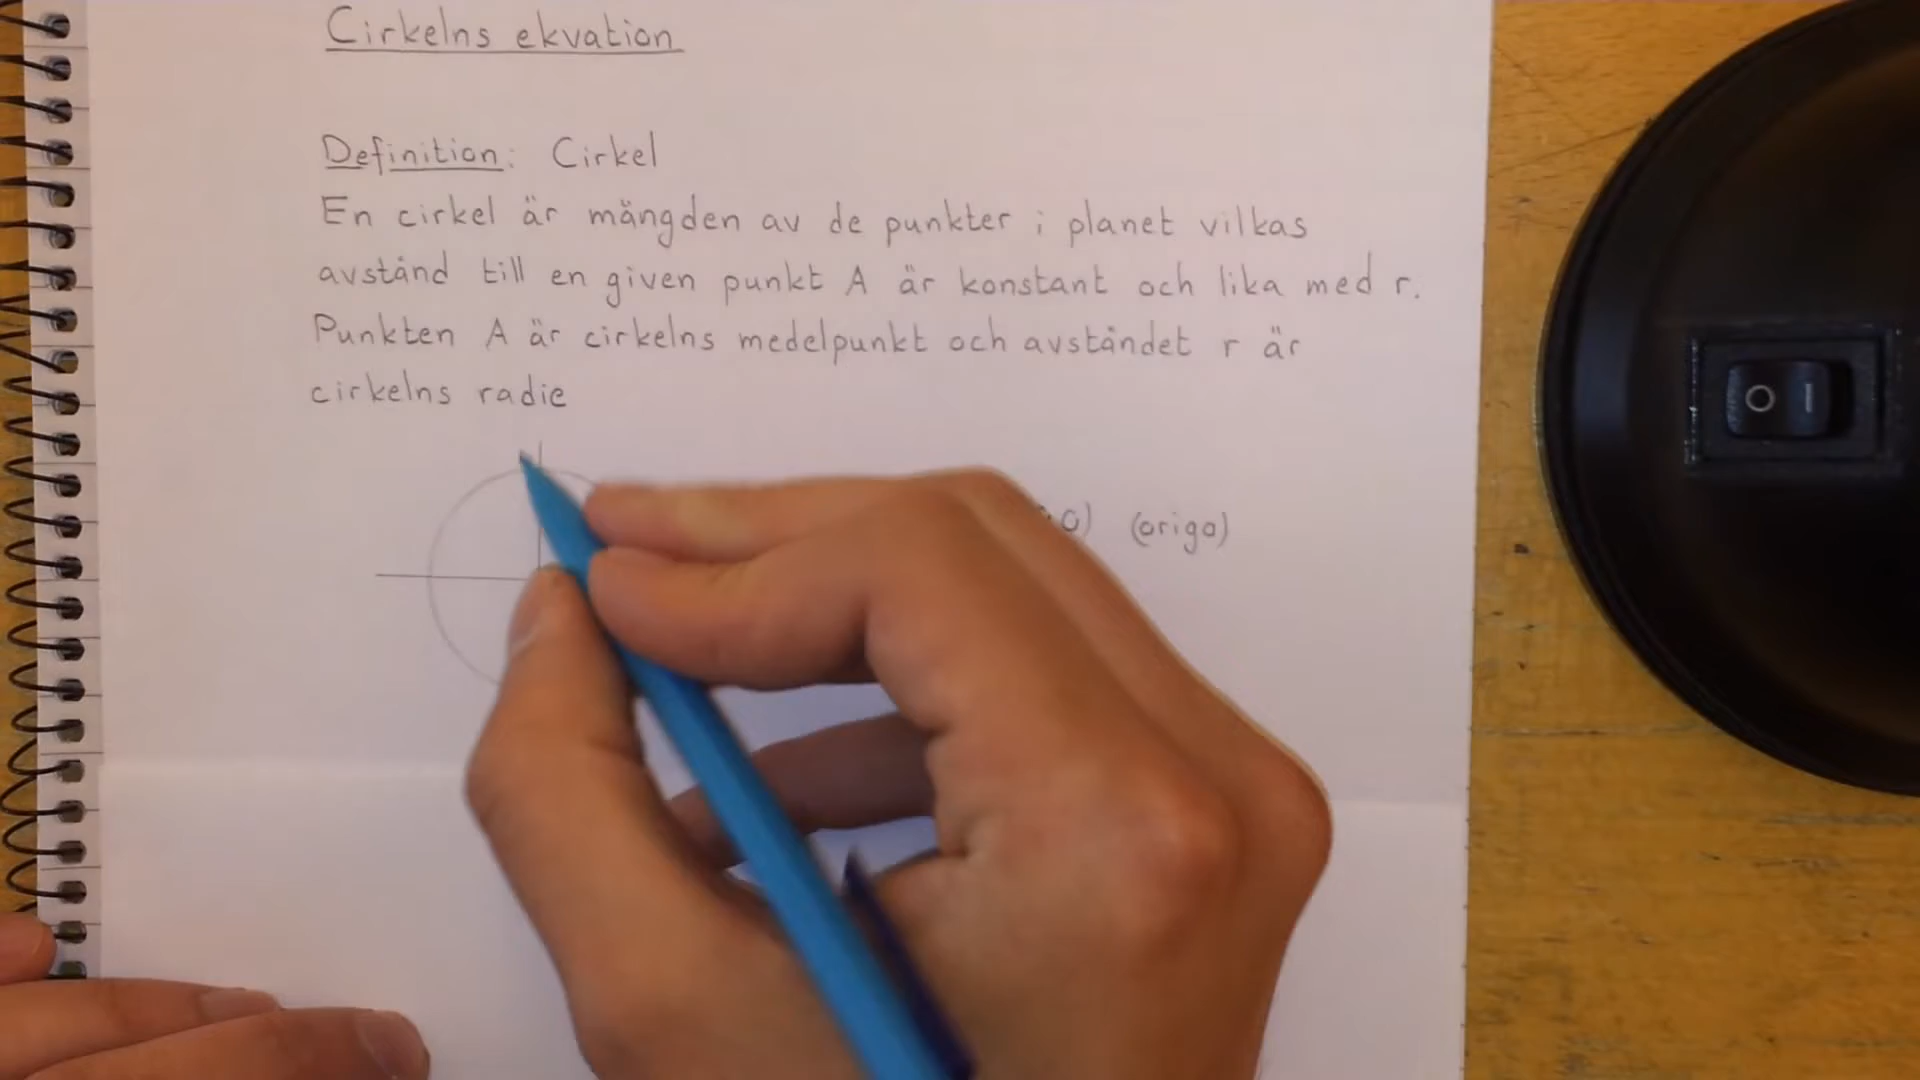 Cirkelns ekvation
Definition: Cirkel
En cirkel är mängden av de punkter i planet vilkas
avstånd till en given punkt A är konstant och lika med r.
Punkten A är cirkelns medelpunkt och avståndet r är
cirkelns radie
0) (origo)